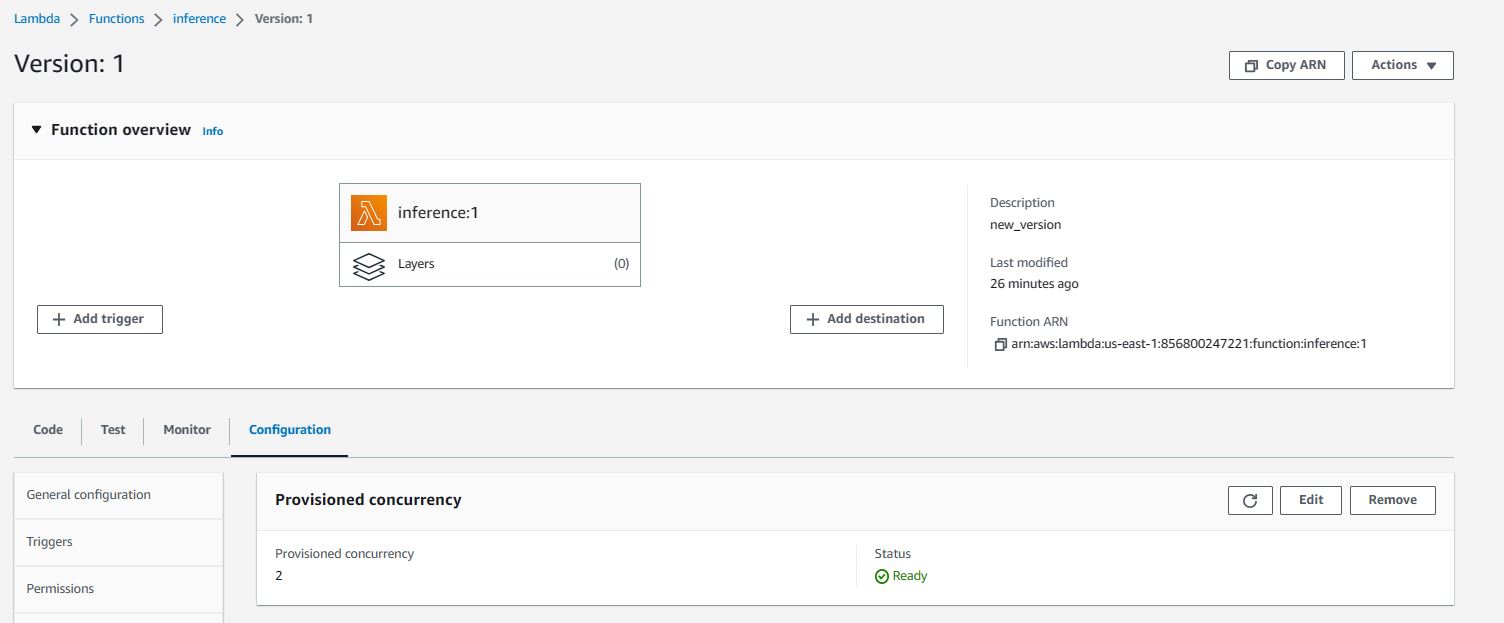 Lambda > Functions > inference > Version: 1
Version: 1
Copy ARN
Actions
Function overview Info
inference:1
Layers (0)
Add trigger
Add destination
Description
new_version
Last modified
26 minutes ago
Function ARN
arn:aws:lambda:us-east-1:856800247221:function:inference:1
Code
Test
Monitor
Configuration
General configuration
Triggers
Permissions
Provisioned concurrency
Edit
Remove
Provisioned concurrency
2
Status
Ready